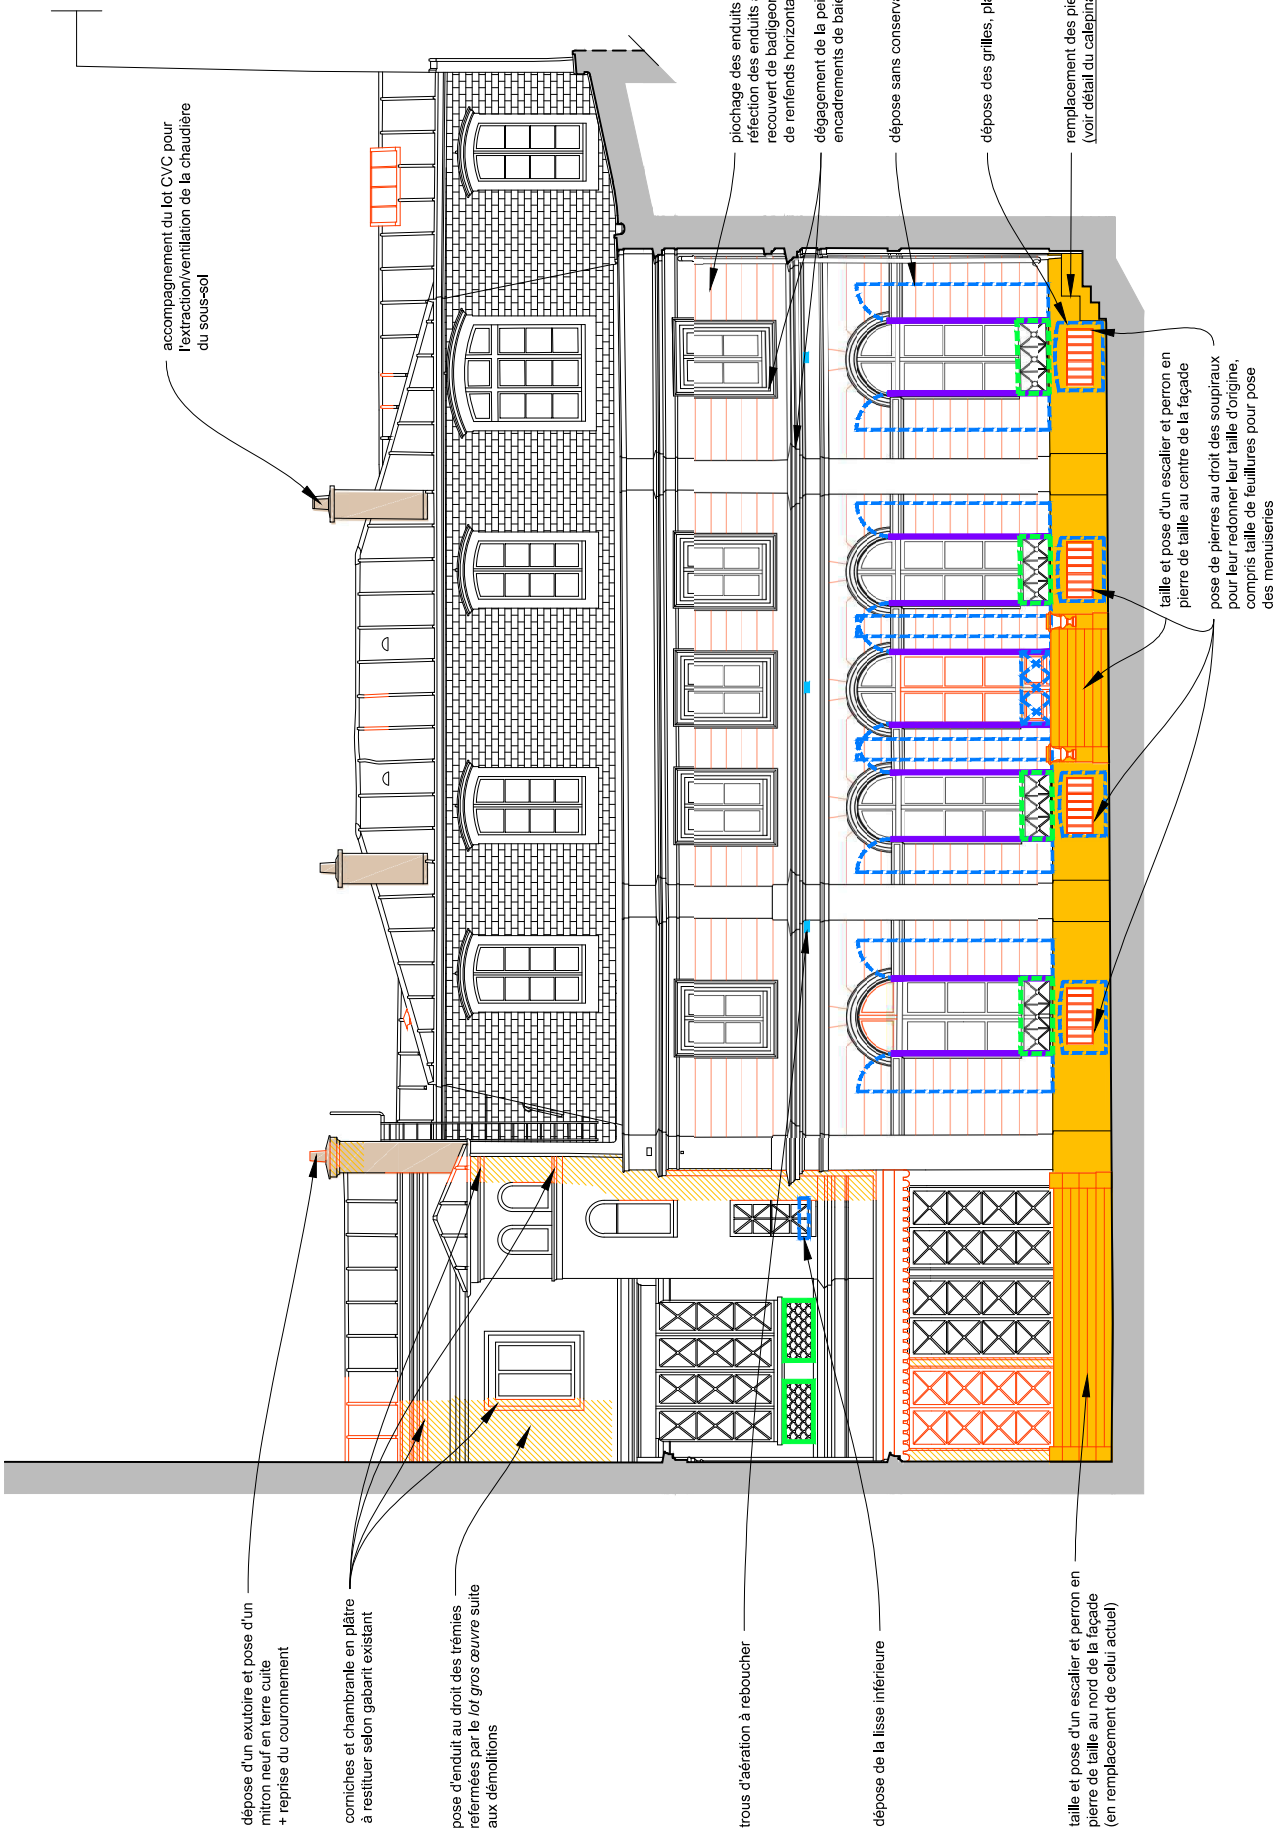 dépose d'un exutoire et pose d'un
mitron neuf en terre cuite
+ reprise du couronnement
corniches et chambranle en plâtre
à restituer selon gabarit existant
pose d'enduit au droit des trémies
refermées par le lot gros œuvre suite
aux démolitions
trous d'aération à reboucher
dépose de la lisse inférieure
taille et pose d'un escalier et perron en
pierre de taille au nord de la façade
(en remplacement de celui actuel)
accompagnement du lot CVC pour
l'extraction/ventilation de la chaudière
du sous-sol
piochage des enduits
réfection des enduits
recouvert de badigeon
de renfends horizonta
dégagement de la pei
encadrements de baie
dépose sans conserva
dépose des grilles, pla
remplacement des pie
(voir détail du calepina
taille et pose d'un escalier et perron en
pierre de taille au centre de la façade
pose de pierres au droit des soupiraux
pour leur redonner leur taille d'origine,
compris taille de feuillures pour pose
des menuiseries